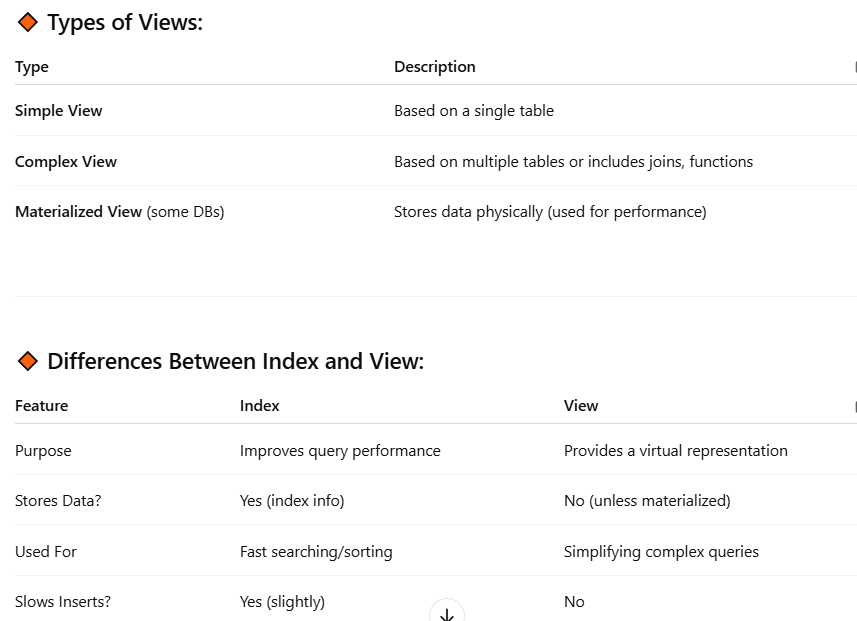 Types of Views:
Type Description
Simple View Based on a single table
Complex View Based on multiple tables or includes joins, functions
Materialized View (some DBs) Stores data physically (used for performance)
Differences Between Index and View:
Feature Index View
Purpose Improves query performance Provides a virtual representation
Stores Data? Yes (index info) No (unless materialized)
Used For Fast searching/sorting Simplifying complex queries
Slows Inserts? Yes (slightly) No